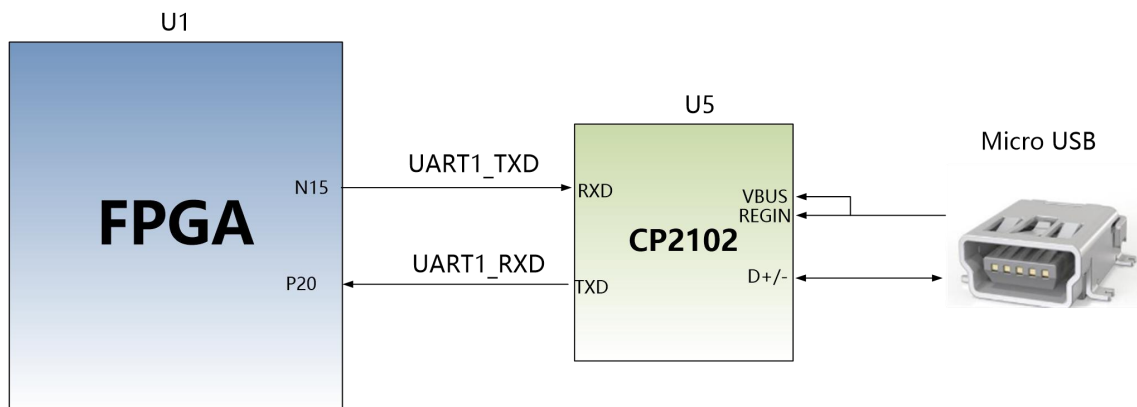 U1
U5
Micro USB
UART1_TXD
N15
RXD
VBUS
REGIN
FPGA
CP2102
UART1_RXD
D+/-
P20
TXD